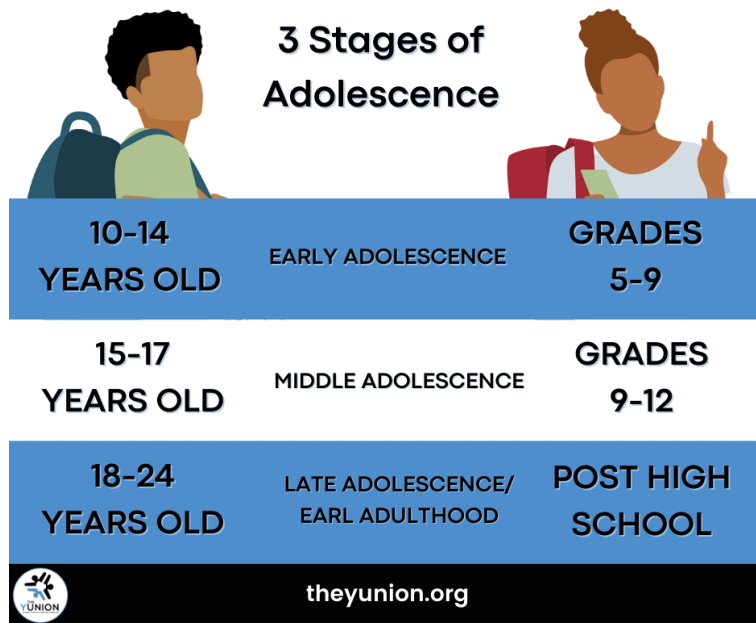 3 Stages of
Adolescence
10-14
YEARS OLD
EARLY ADOLESCENCE
GRADES
5-9
15-17
YEARS OLD
MIDDLE ADOLESCENCE
GRADES
9-12
18-24
YEARS OLD
LATE ADOLESCENCE/
EARL ADULTHOOD
POST HIGH
SCHOOL
THE
YUNION
theyunion.org